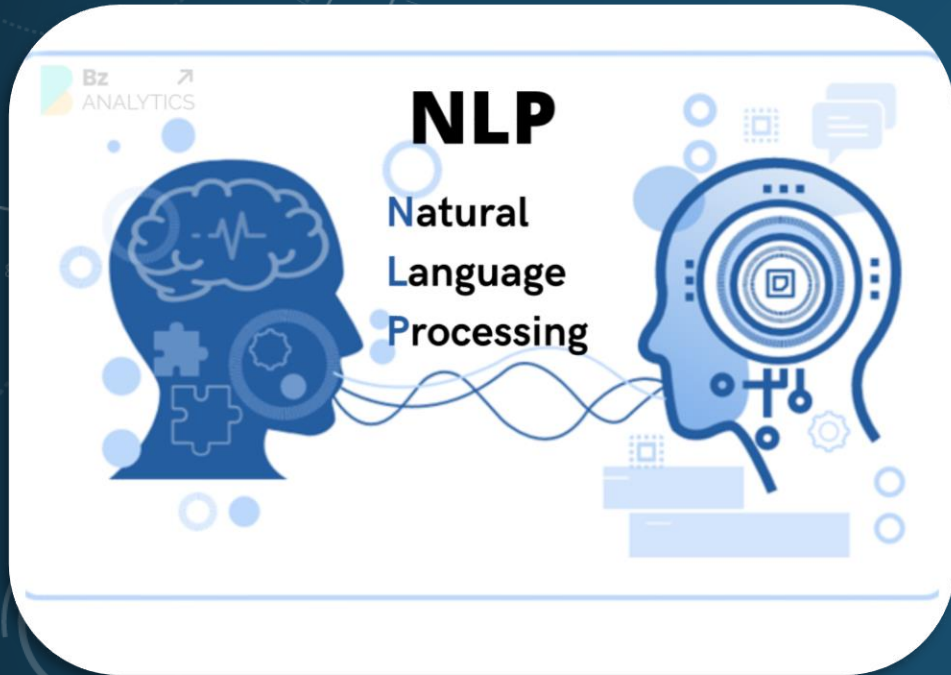 Bz
ANALYTICS
NLP
Natural
Language
Processing